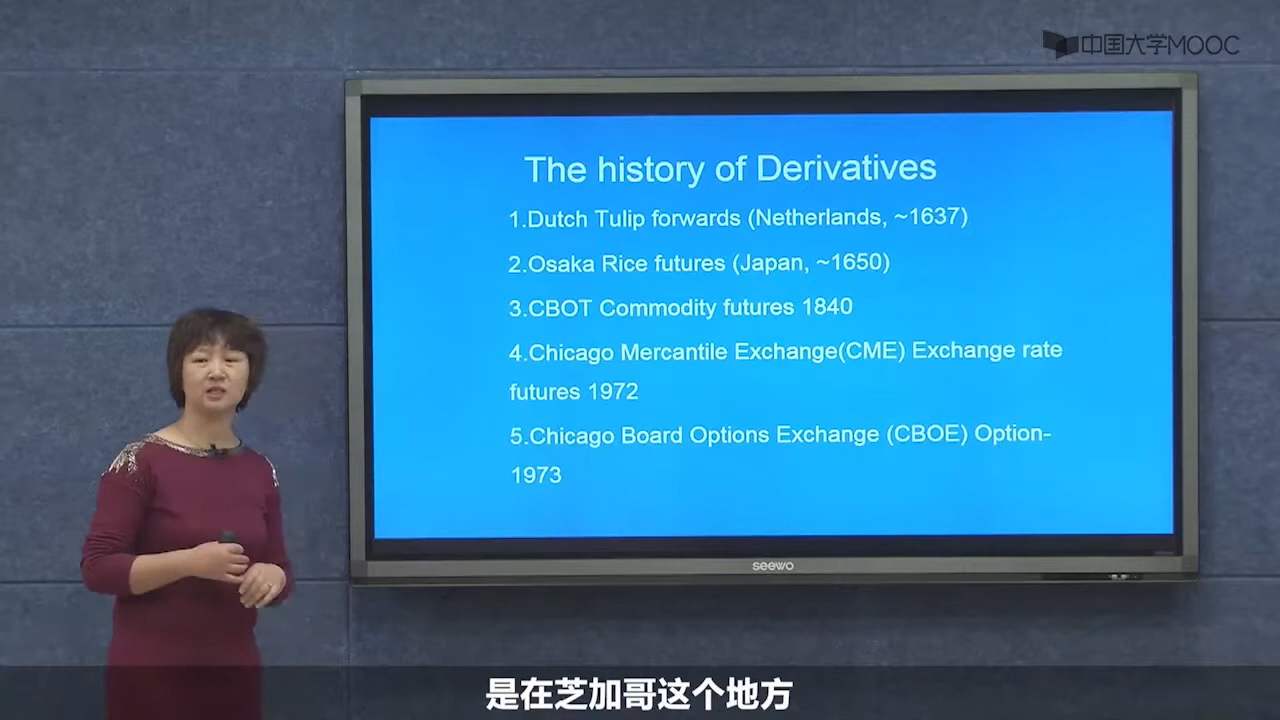 中国大学MOOC
The history of Derivatives
1.Dutch Tulip forwards (Netherlands, ~1637)
2.Osaka Rice futures (Japan, ~1650)
3.CBOT Commodity futures 1840
4.Chicago Mercantile Exchange(CME) Exchange rate
futures 1972
5.Chicago Board Options Exchange (CBOE) Option-
1973
seewo
是在芝加哥这个地方